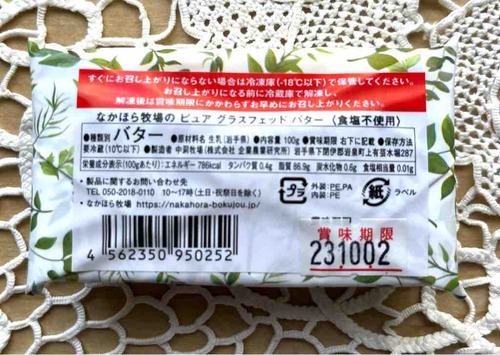 すぐにお召し上がりにならない場合は冷凍庫(-18℃以下)で保管してください。
お召し上がりになる前に冷蔵庫で解凍し、
解凍後は賞味期限にかかわらずお早めにお召し上がりください。
なかほら牧場の ピュア グラスフェッド バター (食塩不使用)
●種類別 バター ●原材料名 生乳(岩手県) ●内容量100g ●賞味期限 右下に記載 ●保存方法
要冷蔵(10℃以下) ●製造者 中洞牧場(株式会社 企業農業研究所) 岩手県下閉伊郡岩泉町上有芸水堀287
栄養成分表示(100gあたり):エネルギー 786kcal タンパク質 0.4g 脂質 86.9g 炭水化物 0.6g 食塩相当量 0.01g
・製品に関するお問い合わせ先
TEL 050-2018-0110 10〜17時(土日・祝祭日を除く)
なかほら牧場 https://nakahora-bokujou.jp/
プラ
外装:PE,PA
内装:PE
紙
ラベル
4 562350 950252
賞味期限
231002